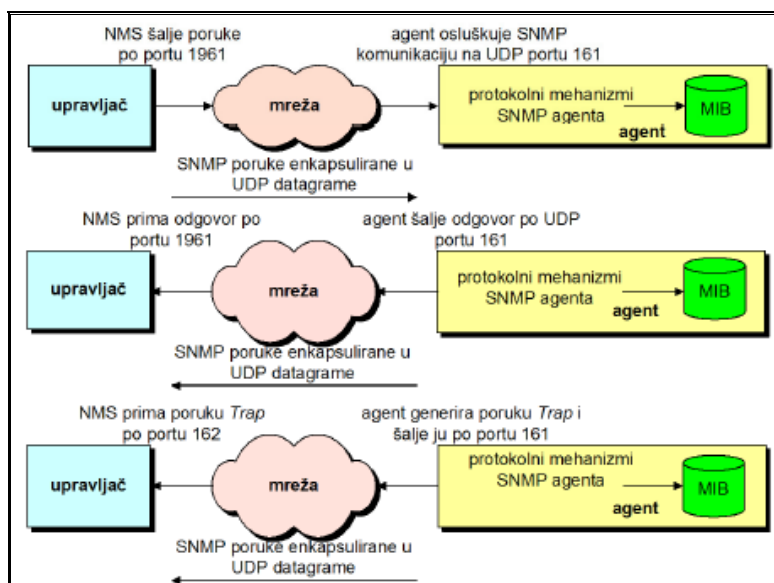 NMS šalje poruke
po portu 1961
agent osluškuje SNMP
komunikaciju na UDP portu 161
upravljač
mreža
protokolni mehanizmi
SNMP agenta
agent
MIB
SNMP poruke enkapsulirane u
UDP datagrame
NMS prima odgovor po
portu 1961
agent šalje odgovor po UDP
portu 161
upravljač
mreža
protokolni mehanizmi
SNMP agenta
agent
MIB
SNMP poruke enkapsulirane u
UDP datagrame
NMS prima poruku Trap
po portu 162
agent generira poruku Trap i
šalje ju po portu 161
upravljač
mreža
protokolni mehanizmi
SNMP agenta
agent
MIB
SNMP poruke enkapsulirane u
UDP datagrame